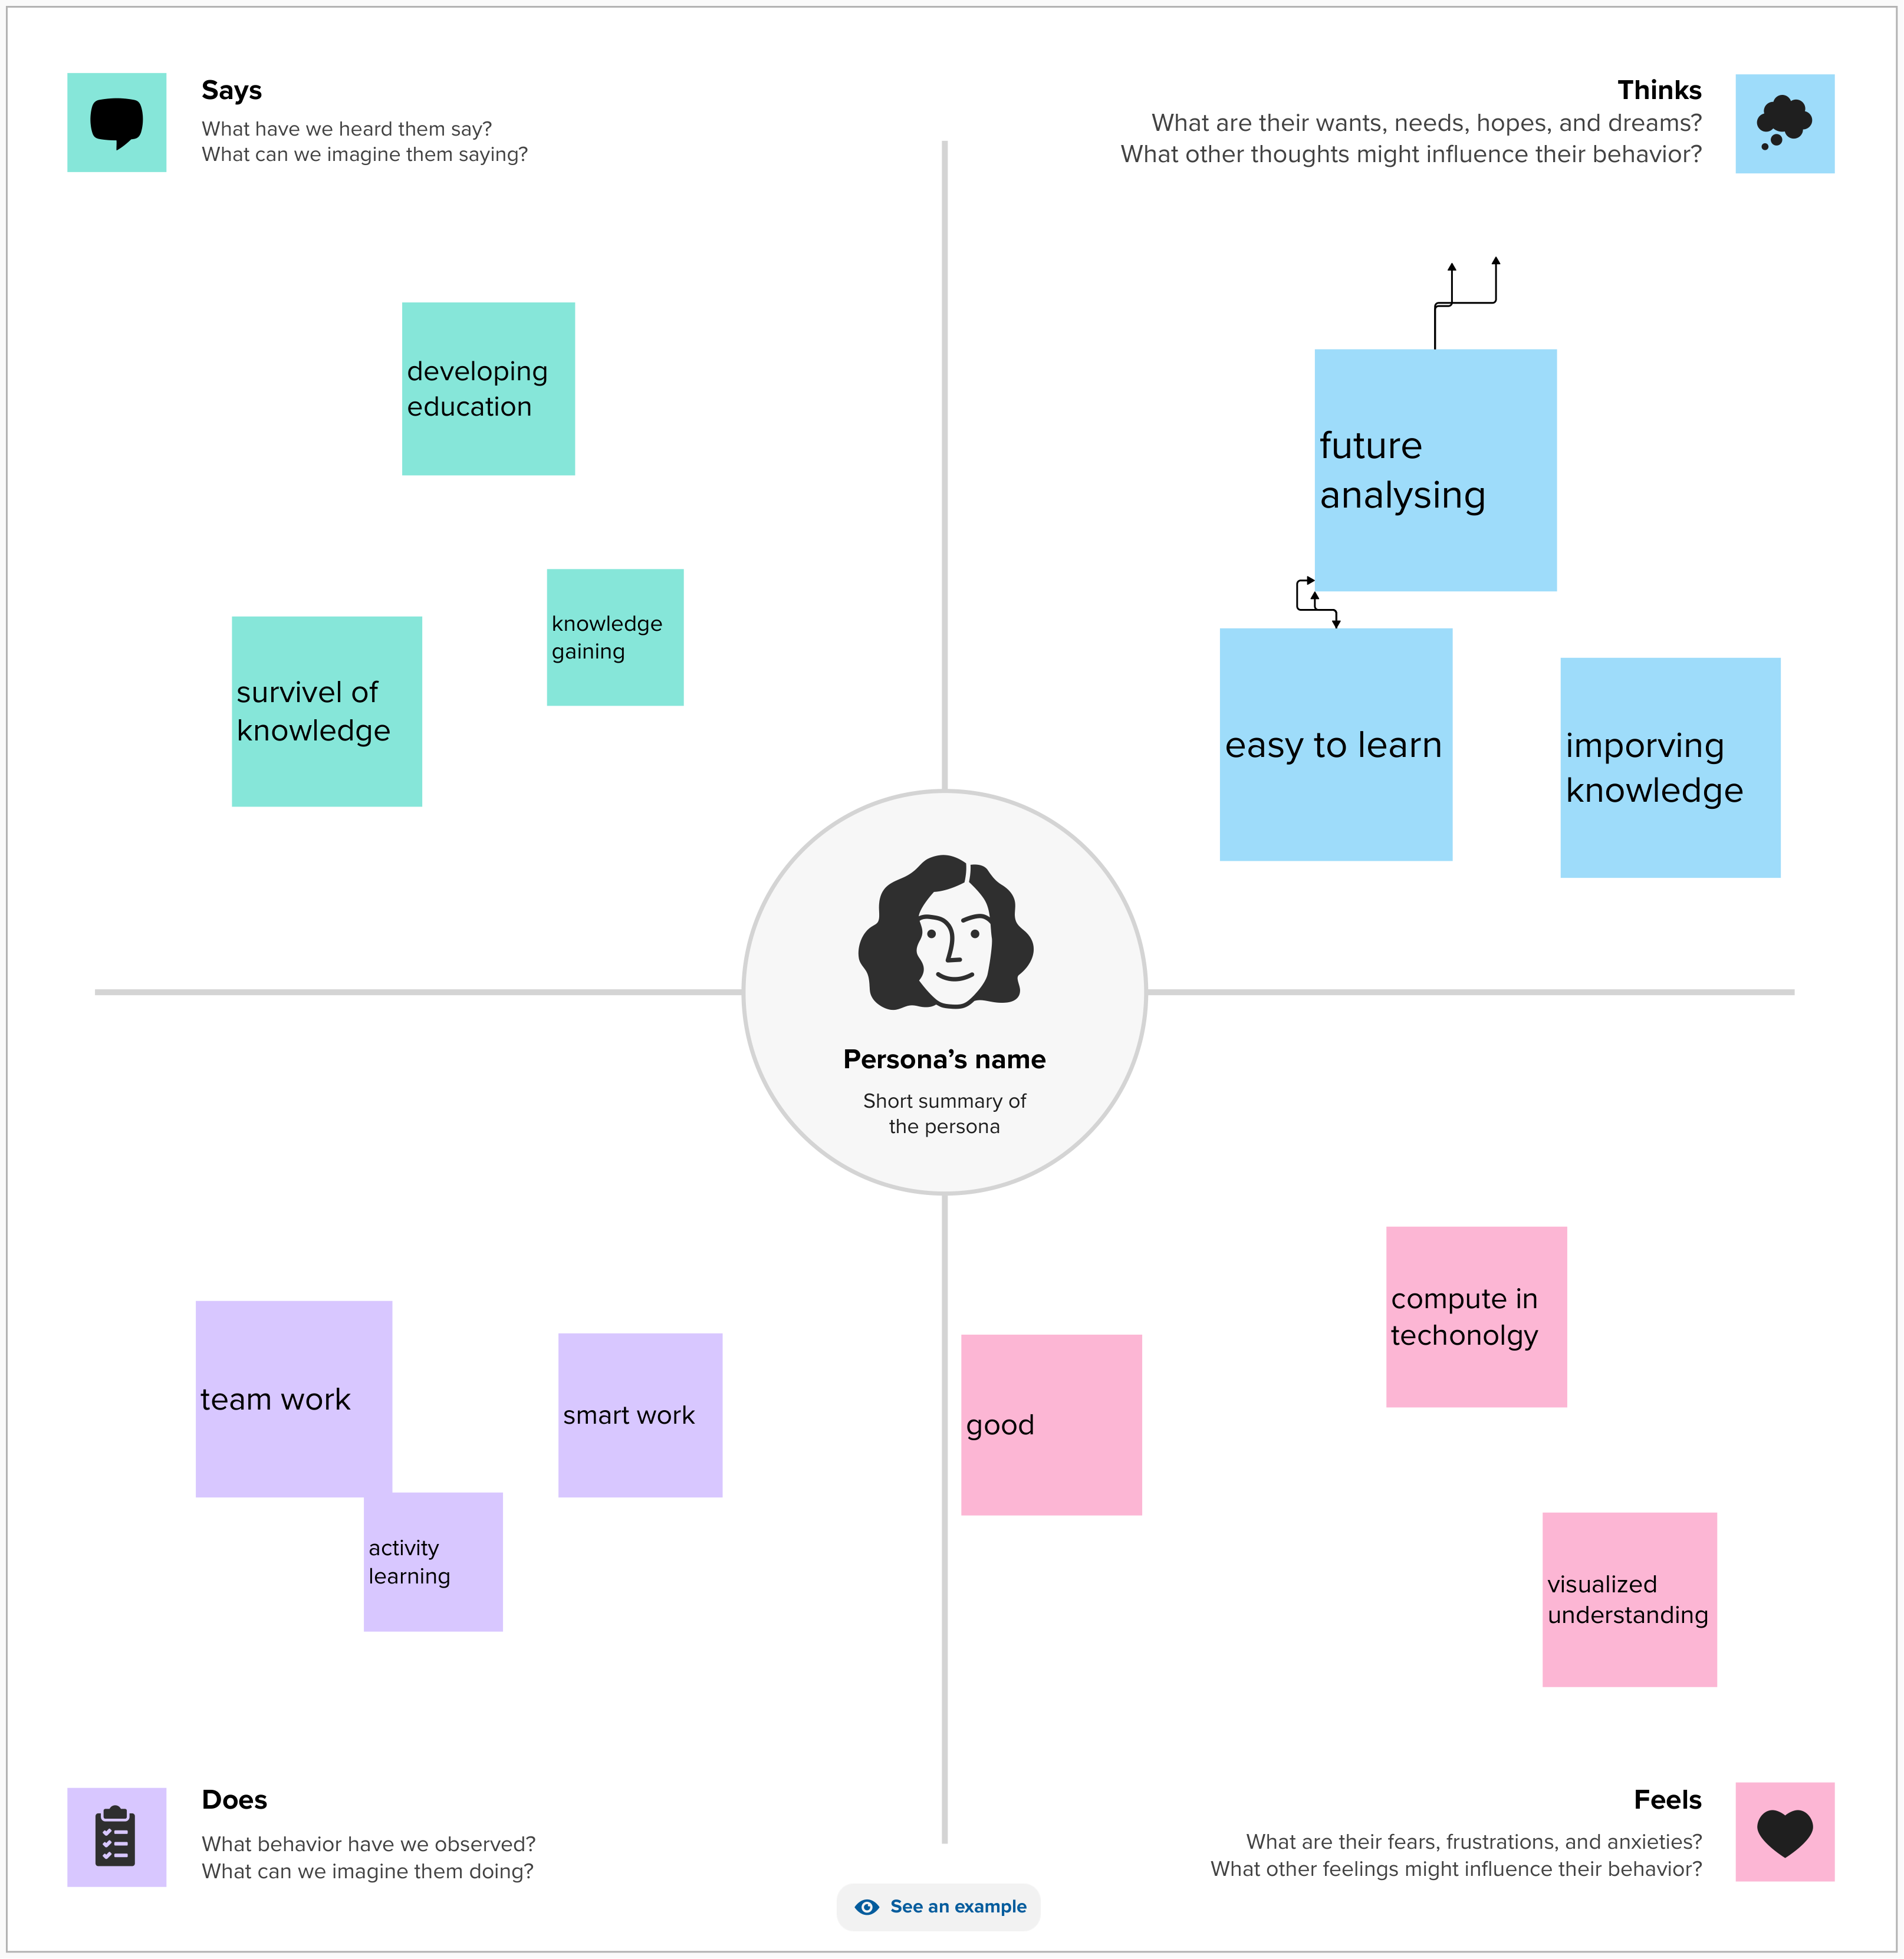 Says
What have we heard them say?
What can we imagine them saying?
Thinks
What are their wants, needs, hopes, and dreams?
What other thoughts might influence their behavior?
developing
education
knowledge
gaining
survivel of
knowledge
future
analysing
easy to learn
imporving
knowledge
Persona’s name
Short summary of
the persona
team work
smart work
activity
learning
compute in
techonolgy
good
visualized
understanding
Does
What behavior have we observed?
What can we imagine them doing?
Feels
What are their fears, frustrations, and anxieties?
What other feelings might influence their behavior?
See an example